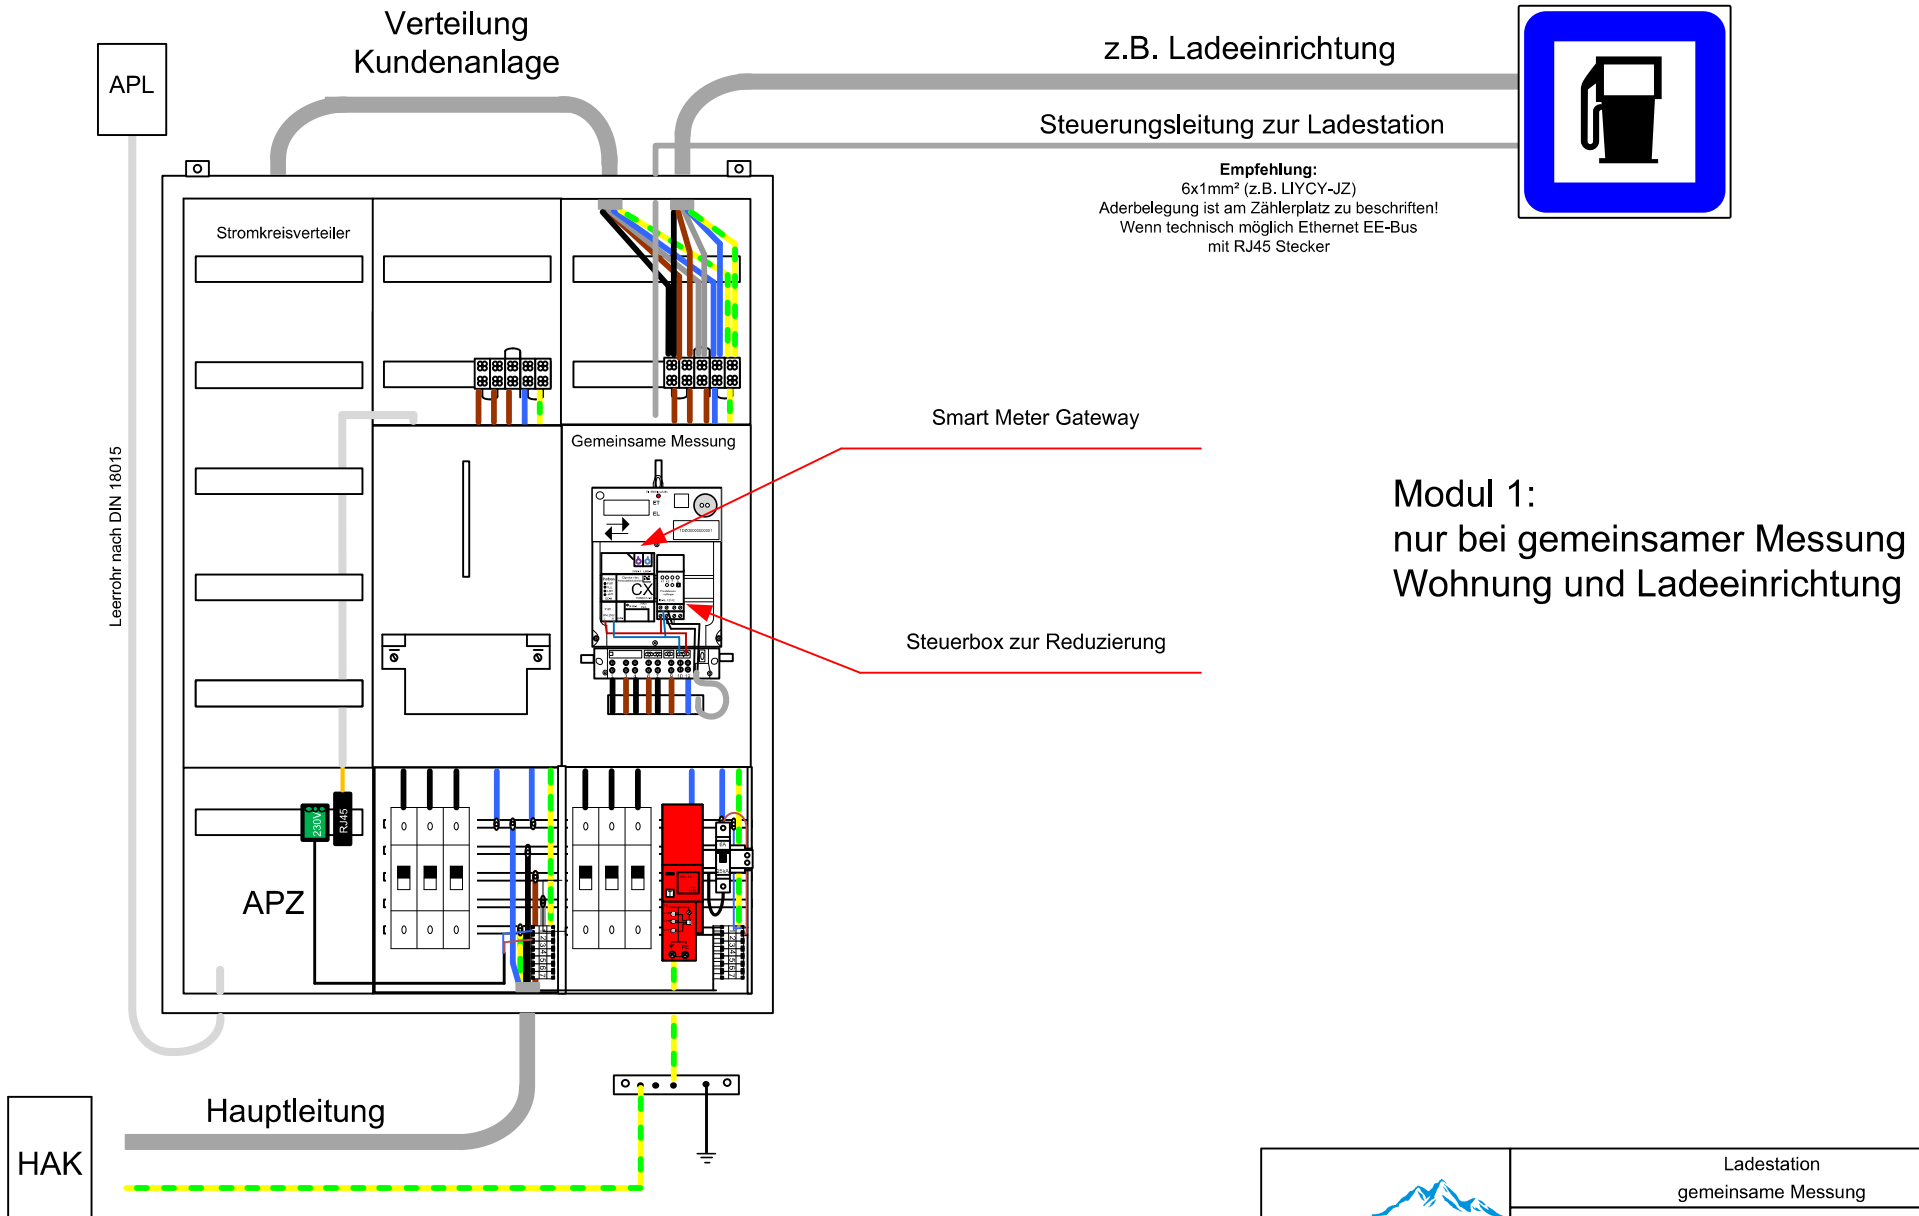 Verteilung
Kundenanlage
z.B. Ladeeinrichtung
APL
Steuerungsleitung zur Ladestation
Empfehlung:
6x1mm² (z.B. LIYCY-JZ)
Aderbelegung ist am Zählerplatz zu beschriften!
Wenn technisch möglich Ethernet EE-Bus
mit RJ45 Stecker
Stromkreisverteiler
Leerrohr nach DIN 18015
Smart Meter Gateway
Gemeinsame Messung
ET
EL
CX
Modul 1:
nur bei gemeinsamer Messung
Wohnung und Ladeeinrichtung
Steuerbox zur Reduzierung
230V
RJ45
APZ
Hauptleitung
HAK
Ladestation
gemeinsame Messung